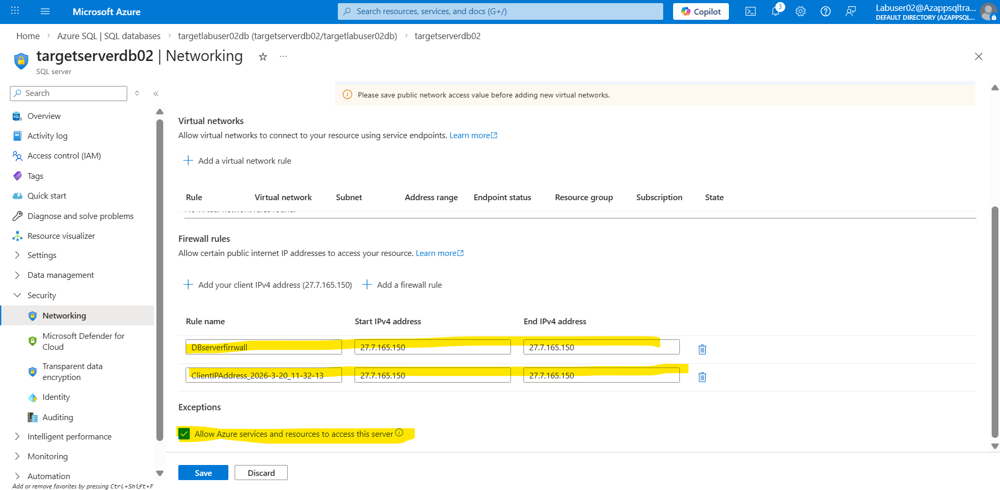 Microsoft Azure
Search resources, services, and docs (G+/)
Copilot
3
Labuser02@Azappsqltra...
DEFAULT DIRECTORY (AZAPPSQL...
Home > Azure SQL | SQL databases > targetlabuser02db (targetserverdb02/targetlabuser02db) > targetserverdb02
targetserverdb02 | Networking
SQL server
Search
Overview
Activity log
Access control (IAM)
Tags
Quick start
Diagnose and solve problems
Resource visualizer
Settings
Data management
Security
Networking
Microsoft Defender for
Cloud
Transparent data
encryption
Identity
Auditing
Intelligent performance
Monitoring
Automation
Add or remove favorites by pressing Ctrl+Shift+F
Please save public network access value before adding new virtual networks.
Virtual networks
Allow virtual networks to connect to your resource using service endpoints. Learn more
Add a virtual network rule
Rule Virtual network Subnet Address range Endpoint status Resource group Subscription State
Firewall rules
Allow certain public internet IP addresses to access your resource. Learn more
Add your client IPv4 address (27.7.165.150) Add a firewall rule
Rule name Start IPv4 address End IPv4 address
DBserverfirrwall 27.7.165.150 27.7.165.150
ClientIPAddress_2026-3-20_11-32-13 27.7.165.150 27.7.165.150
Exceptions
Allow Azure services and resources to access this server
Save Discard